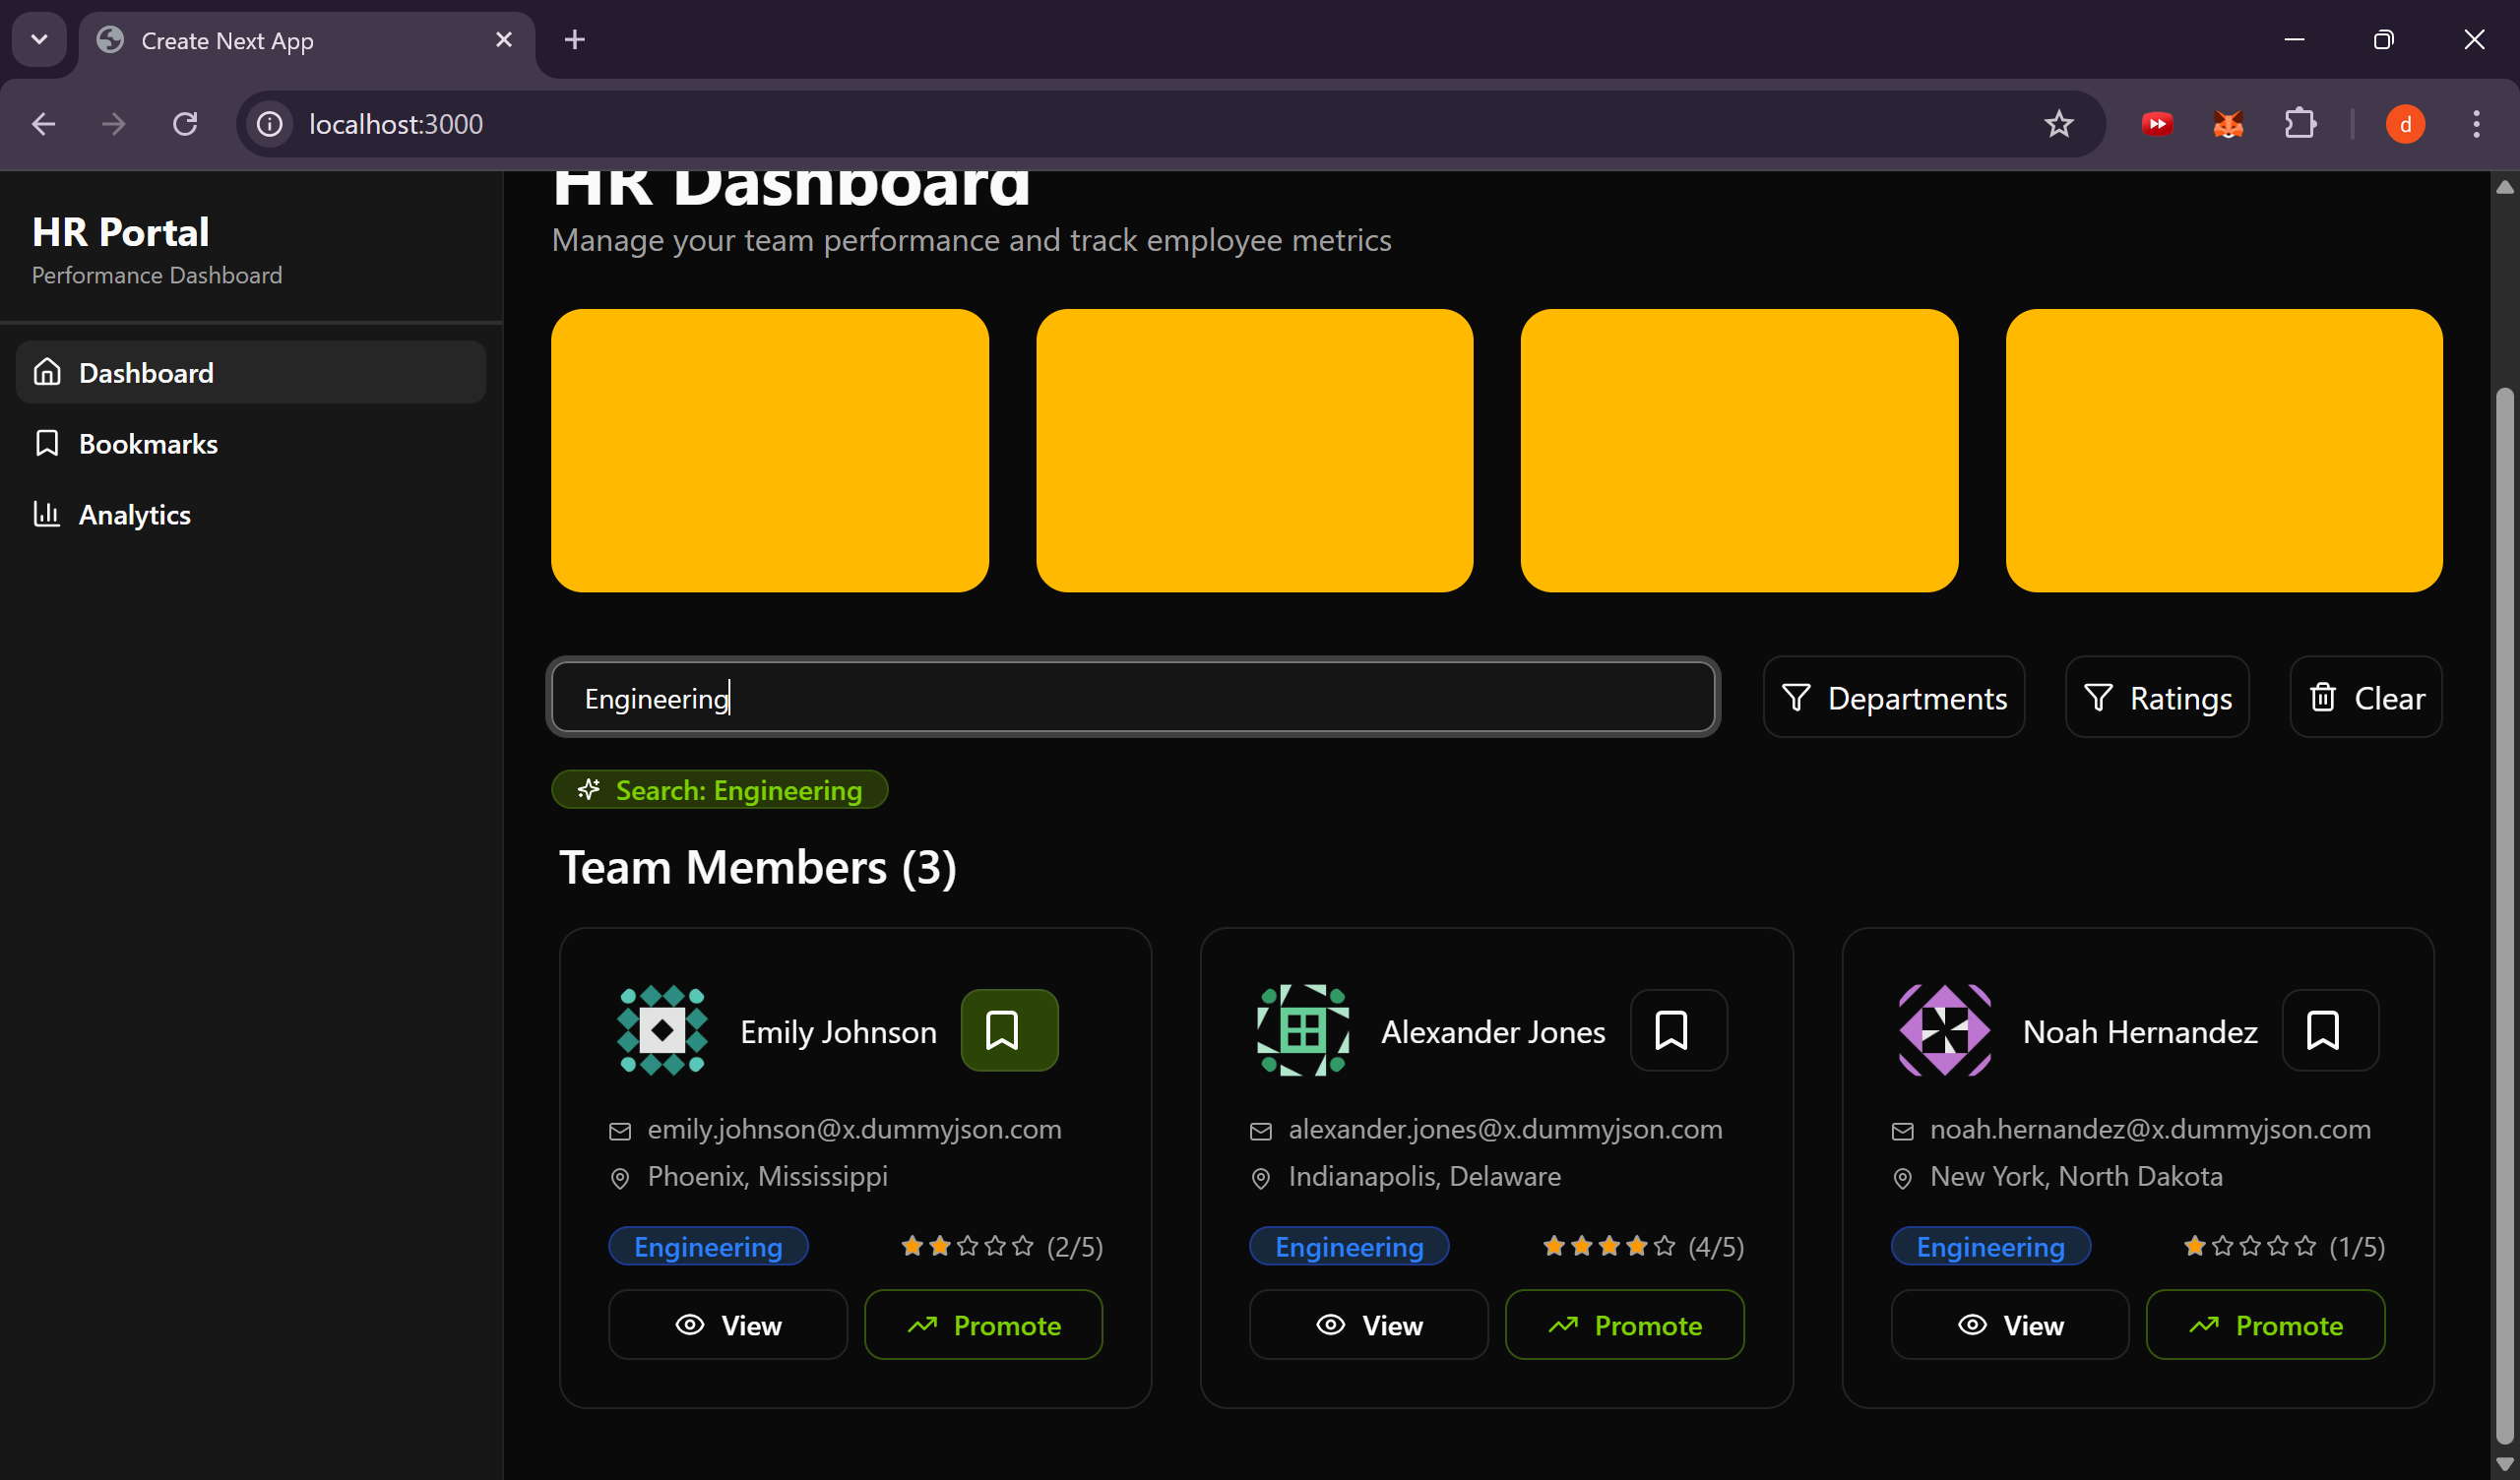 Create Next App
localhost:3000
d
HR Portal
Performance Dashboard
Dashboard
Bookmarks
Analytics
HR Dashboard
Manage your team performance and track employee metrics
Engineering
Departments
Ratings
Clear
Search: Engineering
Team Members (3)
Emily Johnson
emily.johnson@x.dummyjson.com
Phoenix, Mississippi
Engineering (2/5)
View Promote
Alexander Jones
alexander.jones@x.dummyjson.com
Indianapolis, Delaware
Engineering (4/5)
View Promote
Noah Hernandez
noah.hernandez@x.dummyjson.com
New York, North Dakota
Engineering (1/5)
View Promote